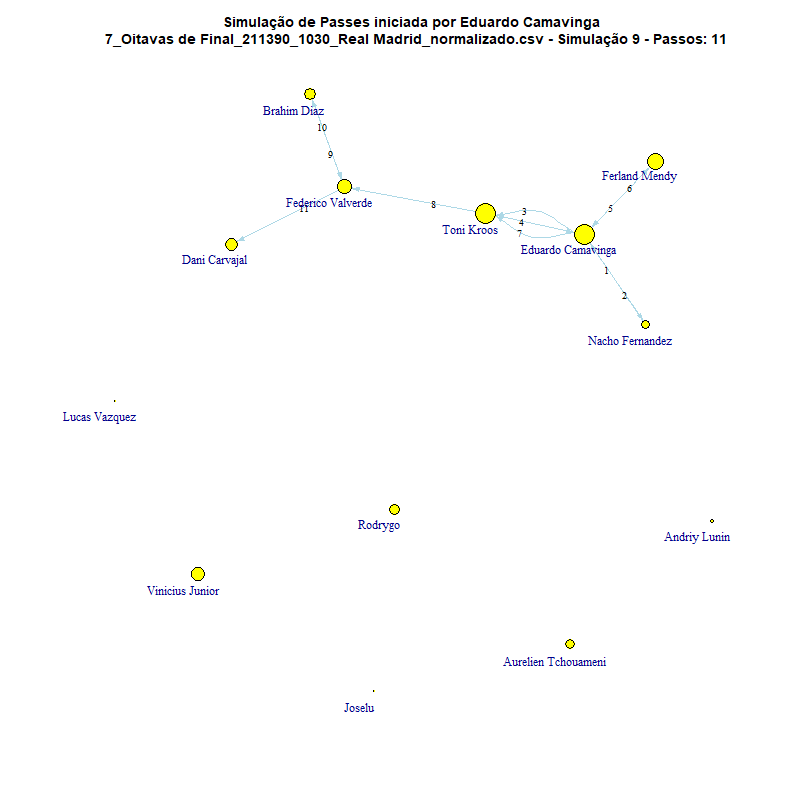 Simulação de Passes iniciada por Eduardo Camavinga
7_Oitavas de Final_211390_1030_Real Madrid_normalizado.csv - Simulação 9 - Passos: 11
Brahim Diaz
10
9
Ferland Mendy
6
5
Federico Valverde
11
8
3
4
7
Toni Kroos
Eduardo Camavinga
Dani Carvajal
1
2
Nacho Fernandez
Lucas Vazquez
Rodrygo
Andriy Lunin
Vinicius Junior
Aurelien Tchouameni
Joselu